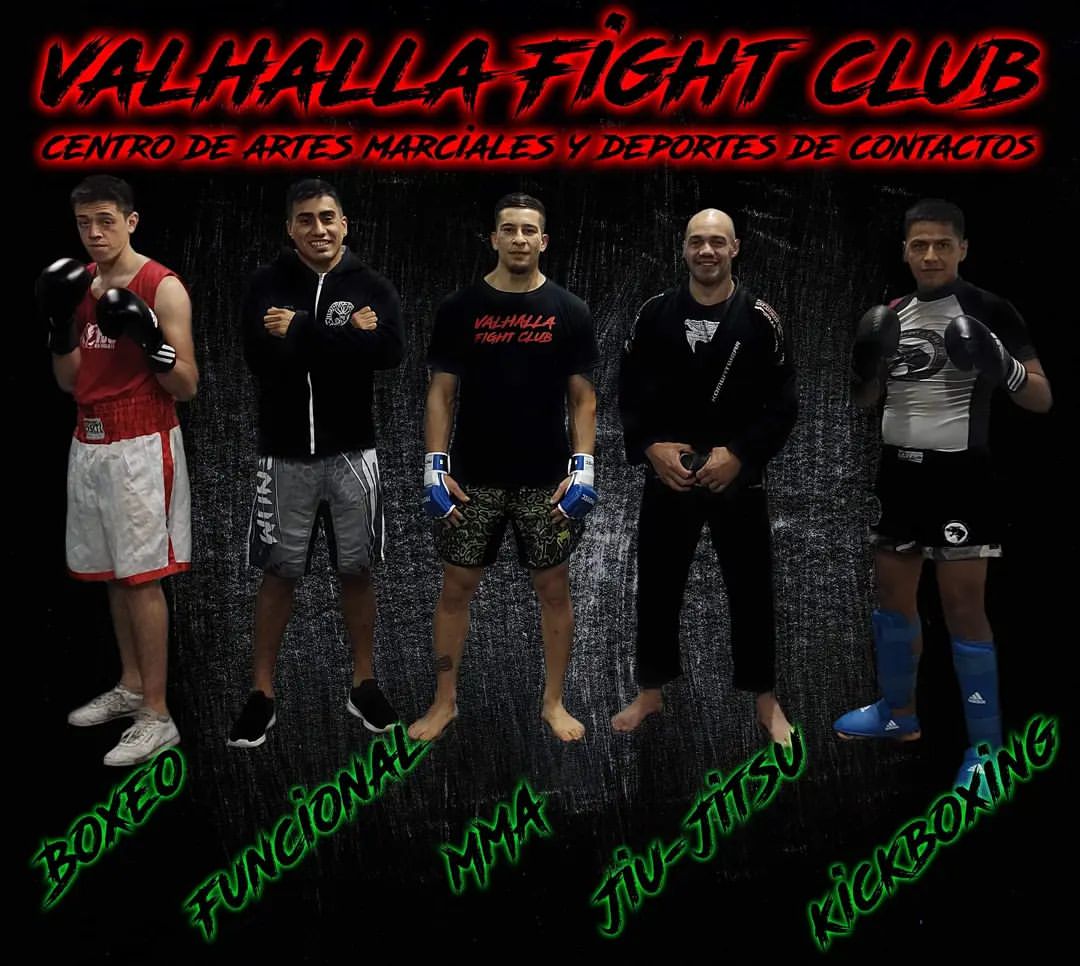 VALHALLA FIGHT CLUB
CENTRO DE ARTES MARCIALES Y DEPORTES DE CONTACTOS
VALHALLA
FIGHT CLUB
BOXEO
FUNCIONAL
MMA
JIU-JITSU
KICKBOXING